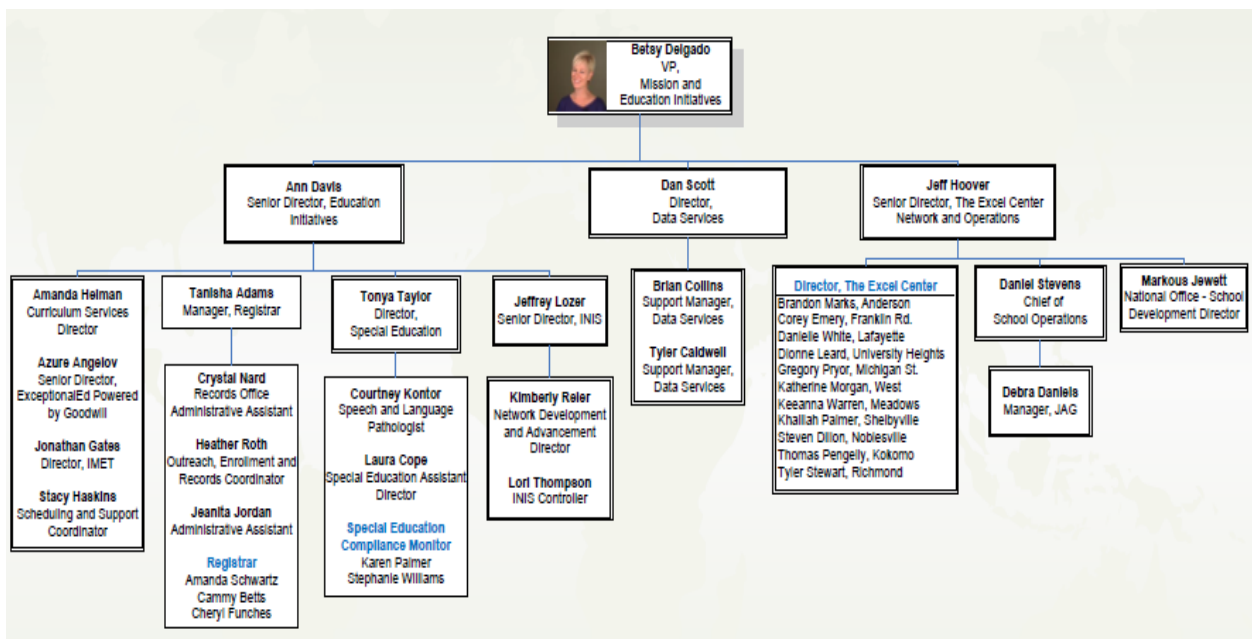 Betsy Delgado
VP,
Mission and
Education Initiatives
Ann Davis
Senior Director, Education
Initiatives
Dan Scott
Director,
Data Services
Jeff Hoover
Senior Director, The Excel Center
Network and Operations
Amanda Heiman
Curriculum Services
Director
Azure Angelov
Senior Director,
ExceptionalEd Powered
by Goodwill
Jonathan Gates
Director, IMET
Stacy Haskins
Scheduling and Support
Coordinator
Tanisha Adams
Manager, Registrar
Crystal Nard
Records Office
Administrative Assistant
Heather Roth
Outreach, Enrollment and
Records Coordinator
Jeanita Jordan
Administrative Assistant
Registrar
Amanda Schwartz
Cammy Betts
Cheryl Funches
Tonya Taylor
Director,
Special Education
Courtney Kontor
Speech and Language
Pathologist
Laura Cope
Special Education Assistant
Director
Special Education
Compliance Monitor
Karen Palmer
Stephanie Williams
Jeffrey Lozer
Senior Director, INIS
Kimberly Reier
Network Development
and Advancement
Director
Lori Thompson
INIS Controller
Brian Collins
Support Manager,
Data Services
Tyler Caldwell
Support Manager,
Data Services
Director, The Excel Center
Brandon Marks, Anderson
Corey Emery, Franklin Rd.
Danielle White, Lafayette
Dionne Leard, University Heights
Gregory Pryor, Michigan St.
Katherine Morgan, West
Keeanna Warren, Meadows
Khaliah Palmer, Shelbyville
Steven Dillon, Noblesville
Thomas Pengelly, Kokomo
Tyler Stewart, Richmond
Daniel Stevens
Chief of
School Operations
Debra Daniels
Manager, JAG
Markous Jewett
National Office - School
Development Director